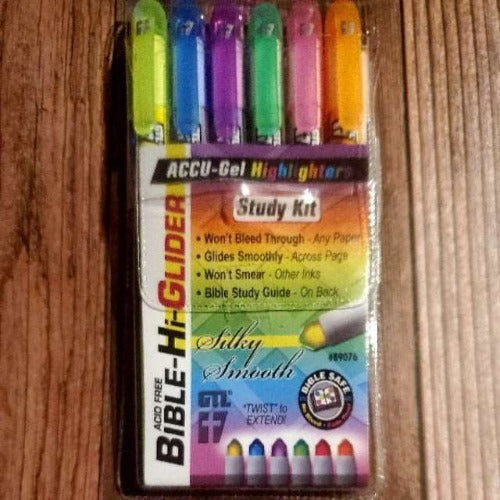 ACCU-Gel Highlighters
Study Kit
• Won't Bleed Through - Any Paper
• Glides Smoothly - Across Page
• Won't Smear - Other Inks
• Bible Study Guide - On Back
ACID FREE
BIBLE-Hi-GLIDER
Silky
Smooth
#89076
BIBLE SAFE
"TWIST" to
EXTEND!